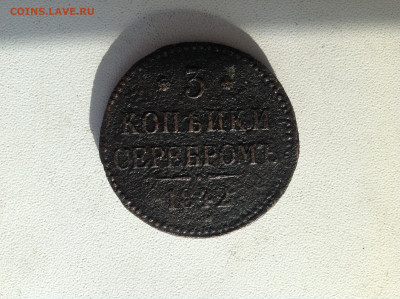 COINS.LAVE.RU
* 3 *
КОПѢЙКИ
СЕРЕБРОМЪ
1842